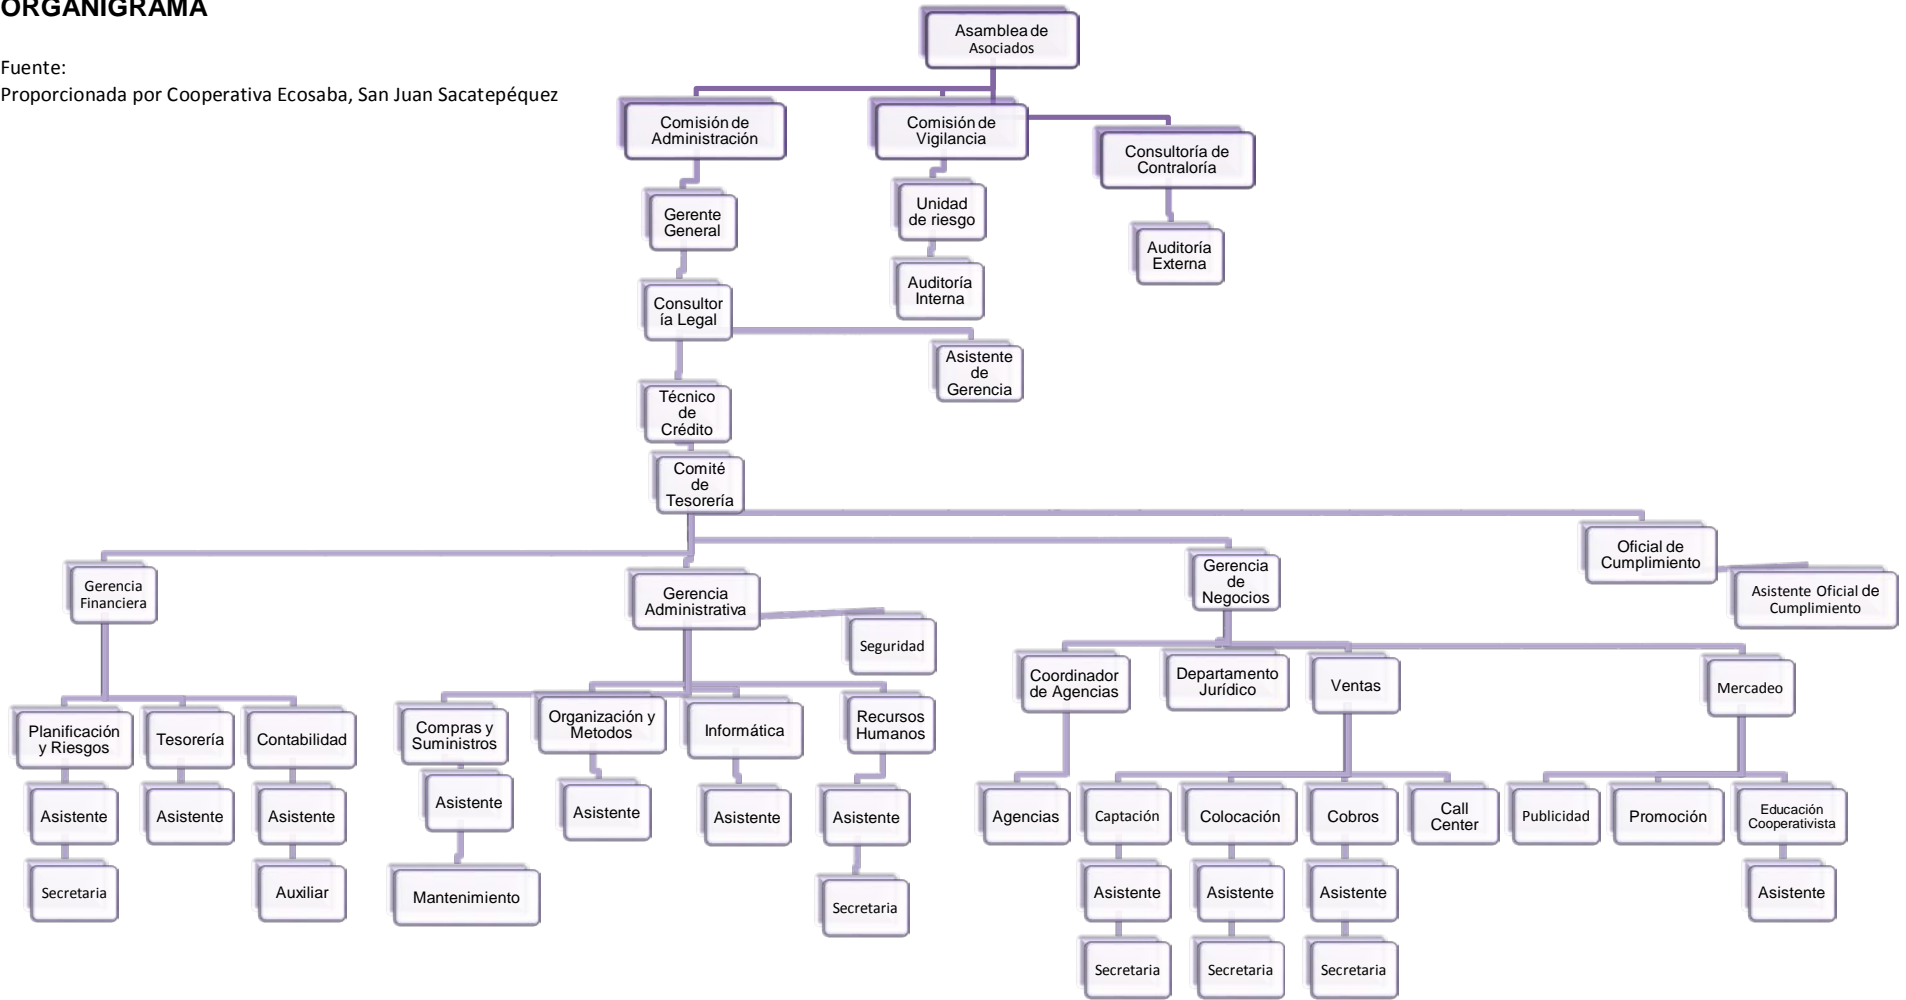 ORGANIGRAMA
Fuente:
Proporcionada por Cooperativa Ecosaba, San Juan Sacatepéquez
Asamblea de
Asociados
Comisión de
Administración
Comisión de
Vigilancia
Consultoría de
Contraloría
Gerente
General
Unidad
de riesgo
Auditoría
Externa
Auditoría
Interna
Consultor
ía Legal
Asistente
de
Gerencia
Técnico
de
Crédito
Comité
de
Tesorería
Gerencia
Financiera
Gerencia
Administrativa
Seguridad
Gerencia
de
Negocios
Oficial de
Cumplimiento
Asistente Oficial de
Cumplimiento
Planificación
y Riesgos
Tesorería
Contabilidad
Compras y
Suministros
Organización y
Metodos
Informática
Recursos
Humanos
Coordinador
de Agencias
Departamento
Jurídico
Ventas
Mercadeo
Asistente
Asistente
Asistente
Asistente
Asistente
Asistente
Asistente
Agencias
Captación
Colocación
Cobros
Call
Center
Publicidad
Promoción
Educación
Cooperativista
Secretaria
Auxiliar
Mantenimiento
Secretaria
Asistente
Asistente
Asistente
Asistente
Secretaria
Secretaria
Secretaria